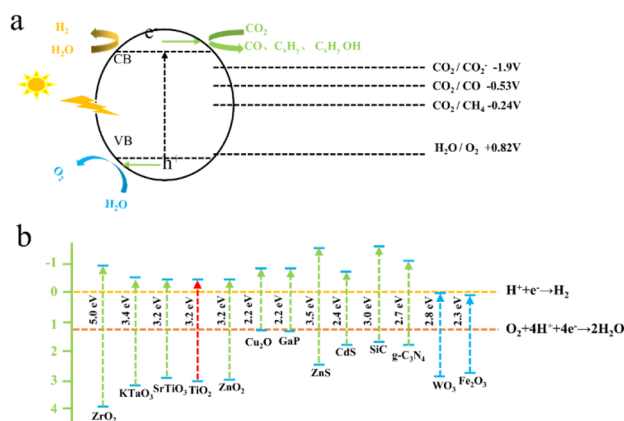 a
H₂
H₂O
e⁻
CO₂
CO、CₓHᵧ、CₓHᵧOH
CB
CO₂ / CO₂⁻ -1.9V
CO₂ / CO -0.53V
CO₂ / CH₄ -0.24V
VB
h⁺
H₂O / O₂ +0.82V
O₂
H₂O
b
-1
0
1
2
3
4
H⁺+e⁻→H₂
O₂+4H⁺+4e⁻→2H₂O
5.0 eV
3.4 eV
3.2 eV
3.2 eV
3.2 eV
2.2 eV
2.2 eV
3.5 eV
2.4 eV
3.0 eV
2.7 eV
2.8 eV
2.3 eV
ZrO₂
KTaO₃
SrTiO₃
TiO₂
ZnO₂
Cu₂O
GaP
ZnS
CdS
SiC
g-C₃N₄
WO₃
Fe₂O₃